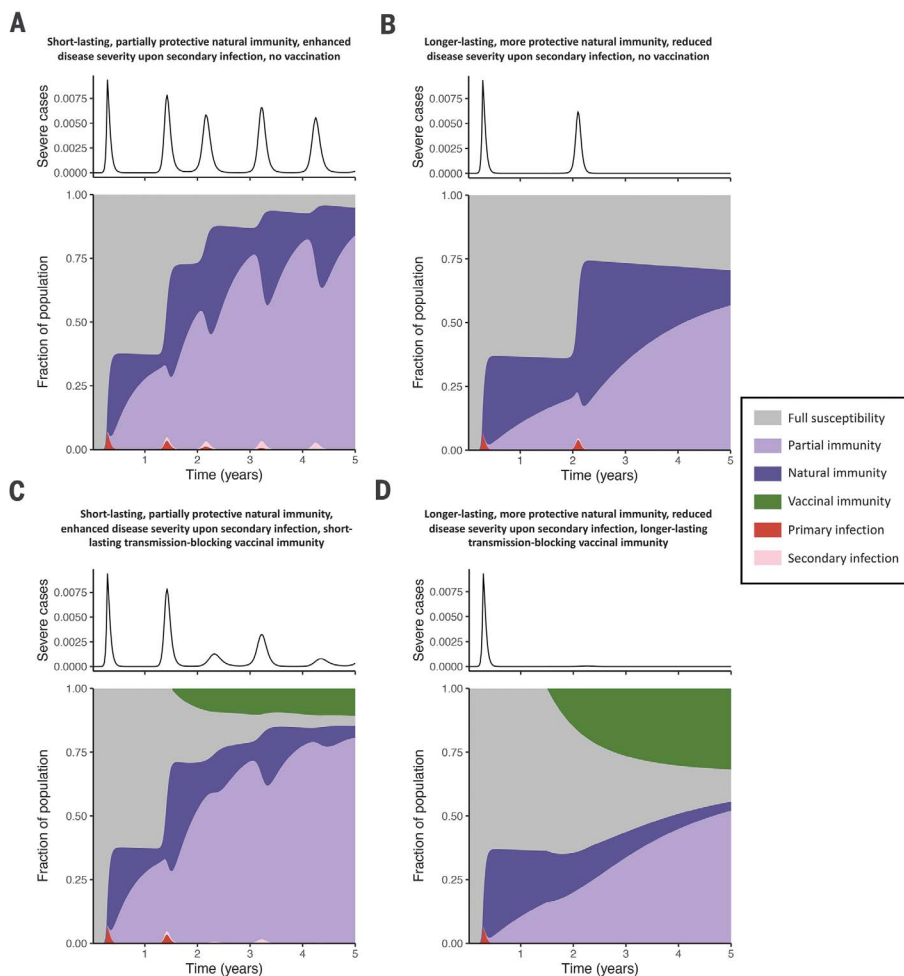 A
Short-lasting, partially protective natural immunity, enhanced
disease severity upon secondary infection, no vaccination
Severe cases
0.0075
0.0050
0.0025
0.0000
Fraction of population
1.00
0.75
0.50
0.25
0.00
1 2 3 4 5
Time (years)
B
Longer-lasting, more protective natural immunity, reduced
disease severity upon secondary infection, no vaccination
Severe cases
0.0075
0.0050
0.0025
0.0000
Fraction of population
1.00
0.75
0.50
0.25
0.00
1 2 3 4 5
Time (years)
Full susceptibility
Partial immunity
Natural immunity
Vaccinal immunity
Primary infection
Secondary infection
C
Short-lasting, partially protective natural immunity,
enhanced disease severity upon secondary infection, short-
lasting transmission-blocking vaccinal immunity
Severe cases
0.0075
0.0050
0.0025
0.0000
Fraction of population
1.00
0.75
0.50
0.25
0.00
1 2 3 4 5
Time (years)
D
Longer-lasting, more protective natural immunity, reduced
disease severity upon secondary infection, longer-lasting
transmission-blocking vaccinal immunity
Severe cases
0.0075
0.0050
0.0025
0.0000
Fraction of population
1.00
0.75
0.50
0.25
0.00
1 2 3 4 5
Time (years)